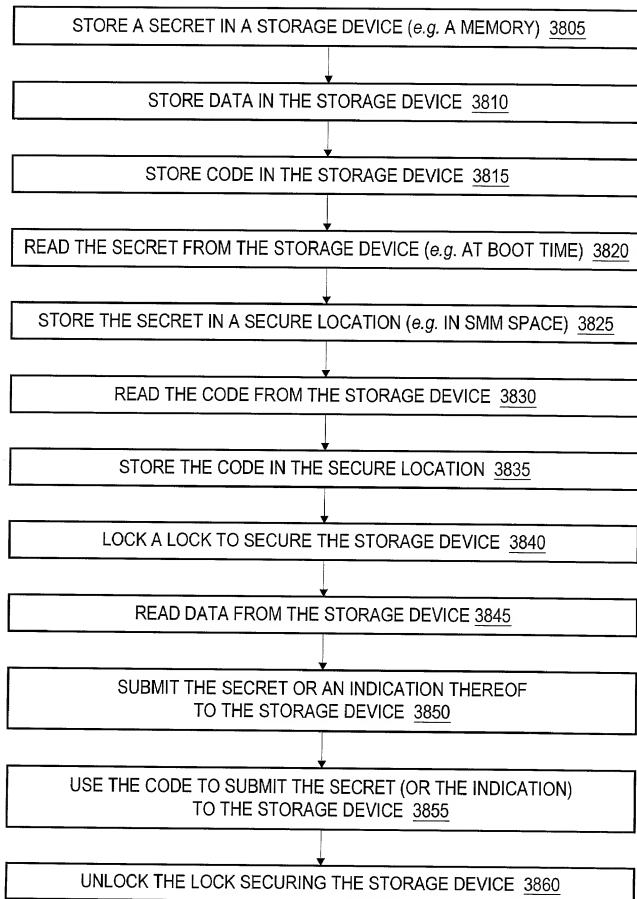 STORE A SECRET IN A STORAGE DEVICE (e.g. A MEMORY) 3805
STORE DATA IN THE STORAGE DEVICE 3810
STORE CODE IN THE STORAGE DEVICE 3815
READ THE SECRET FROM THE STORAGE DEVICE (e.g. AT BOOT TIME) 3820
STORE THE SECRET IN A SECURE LOCATION (e.g. IN SMM SPACE) 3825
READ THE CODE FROM THE STORAGE DEVICE 3830
STORE THE CODE IN THE SECURE LOCATION 3835
LOCK A LOCK TO SECURE THE STORAGE DEVICE 3840
READ DATA FROM THE STORAGE DEVICE 3845
SUBMIT THE SECRET OR AN INDICATION THEREOF
TO THE STORAGE DEVICE 3850
USE THE CODE TO SUBMIT THE SECRET (OR THE INDICATION)
TO THE STORAGE DEVICE 3855
UNLOCK THE LOCK SECURING THE STORAGE DEVICE 3860